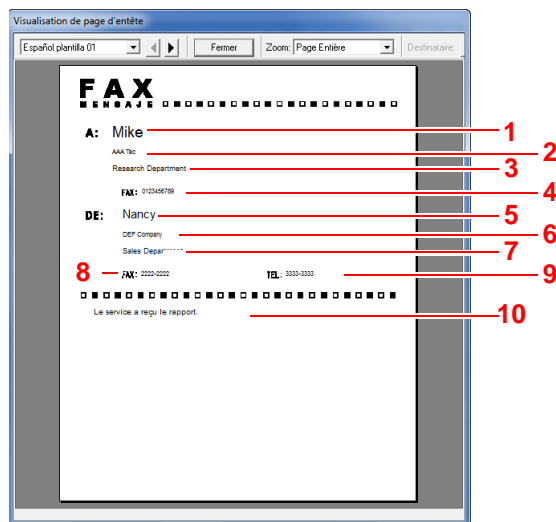 Visualisation de page d'entête
Español plantilla 01 Fermer Zoom: Page Entière Destinataire:
FAX
MENSAJE
A: Mike 1
AAA Tec 2
Research Department 3
FAX: 0123456789 4
DE: Nancy 5
DEF Company 6
Sales 7
8 FAX: 2222-2222 TEL: 3333-3333 9
Le service a reçu le rapport. 10